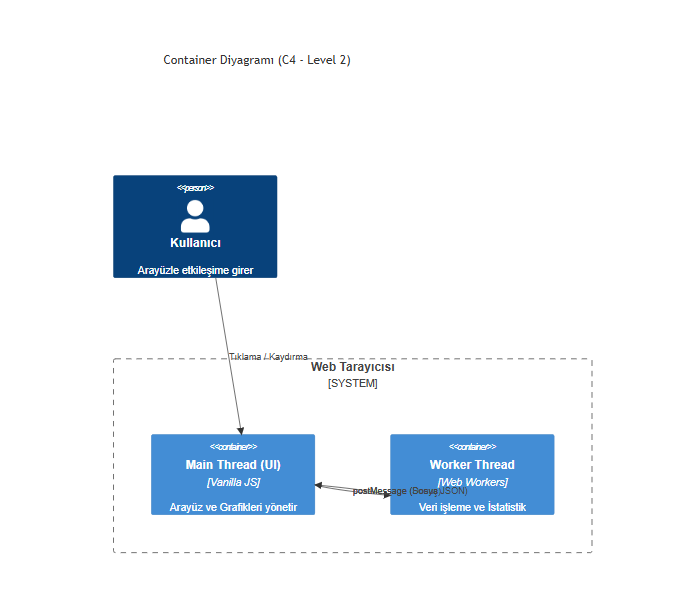 Container Diyagramı (C4 - Level 2)
<<person>>
Kullanıcı
Arayüzle etkileşime girer
Tıklama / Kaydırma
Web Tarayıcısı
[SYSTEM]
<<container>>
Main Thread (UI)
[Vanilla JS]
Arayüz ve Grafikleri yönetir
postMessage
<<container>>
Worker Thread
[Web Workers]
Veri işleme ve İstatistik